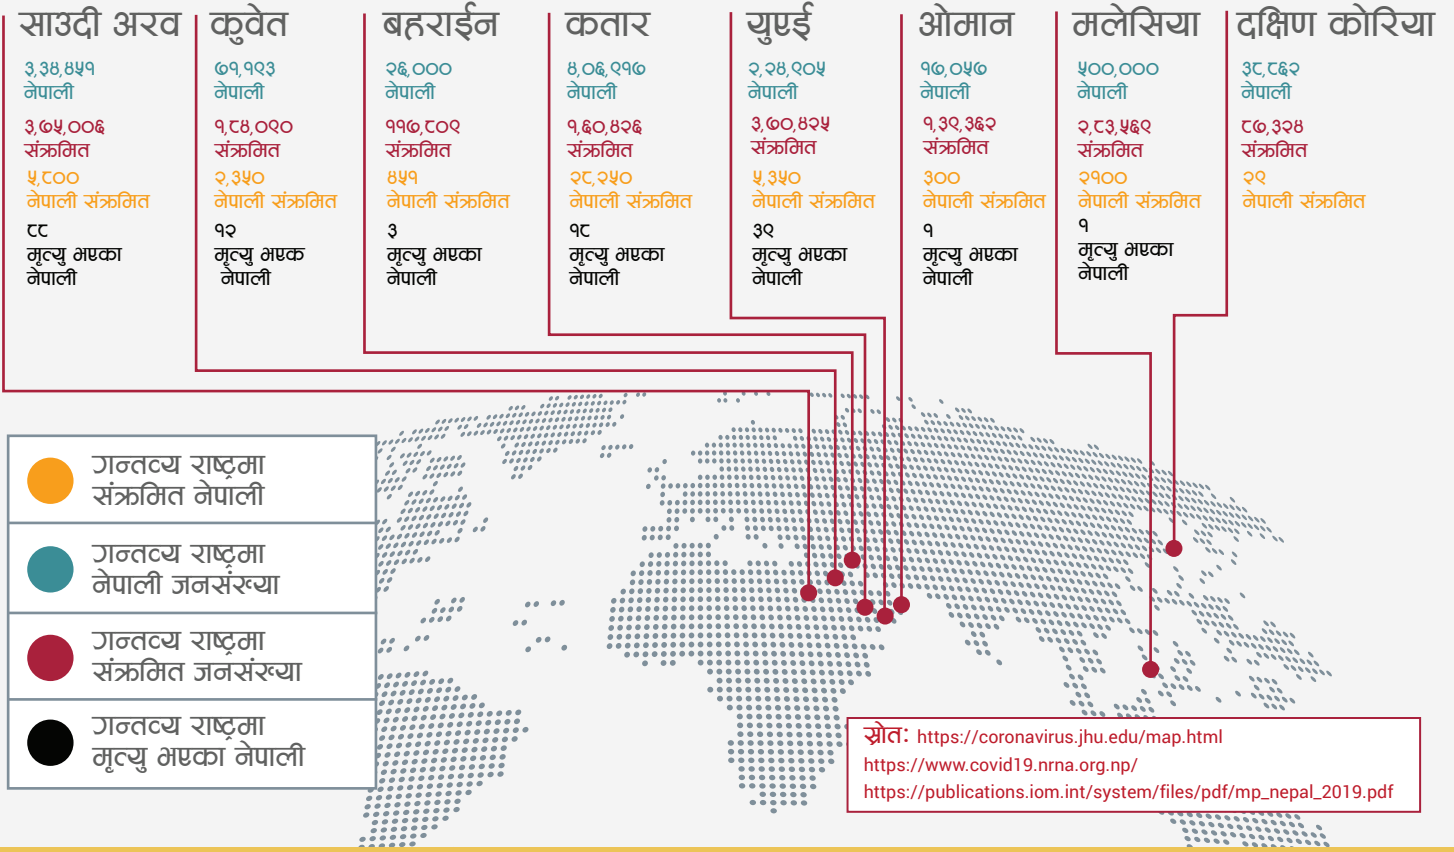 साउदी अरव
३,३४,४५१
नेपाली
३,७५,००६
संक्रमित
५,८००
नेपाली संक्रमित
८८
मृत्यु भएका
नेपाली
कुवेत
७१,१९३
नेपाली
१,८४,०९०
संक्रमित
२,३५०
नेपाली संक्रमित
१२
मृत्यु भएक
नेपाली
बहराईन
२६,०००
नेपाली
११७,८०९
संक्रमित
४५१
नेपाली संक्रमित
३
मृत्यु भएका
नेपाली
कतार
४,०६,९१७
नेपाली
१,६०,४२६
संक्रमित
२८,२५०
नेपाली संक्रमित
१८
मृत्यु भएका
नेपाली
युएई
२,२४,९०५
नेपाली
३,७०,४२५
संक्रमित
५,३५०
नेपाली संक्रमित
३९
मृत्यु भएका
नेपाली
ओमान
१७,०५७
नेपाली
१,३९,३६२
संक्रमित
३००
नेपाली संक्रमित
१
मृत्यु भएका
नेपाली
मलेसिया
५००,०००
नेपाली
२,८३,५६९
संक्रमित
२१००
नेपाली संक्रमित
१
मृत्यु भएका
नेपाली
दक्षिण कोरिया
३८,८६२
नेपाली
८७,३२४
संक्रमित
२९
नेपाली संक्रमित
गन्तव्य राष्ट्रमा
संक्रमित नेपाली
गन्तव्य राष्ट्रमा
नेपाली जनसंख्या
गन्तव्य राष्ट्रमा
संक्रमित जनसंख्या
गन्तव्य राष्ट्रमा
मृत्यु भएका नेपाली
स्रोतः https://coronavirus.jhu.edu/map.html
https://www.covid19.nrna.org.np/
https://publications.iom.int/system/files/pdf/mp_nepal_2019.pdf